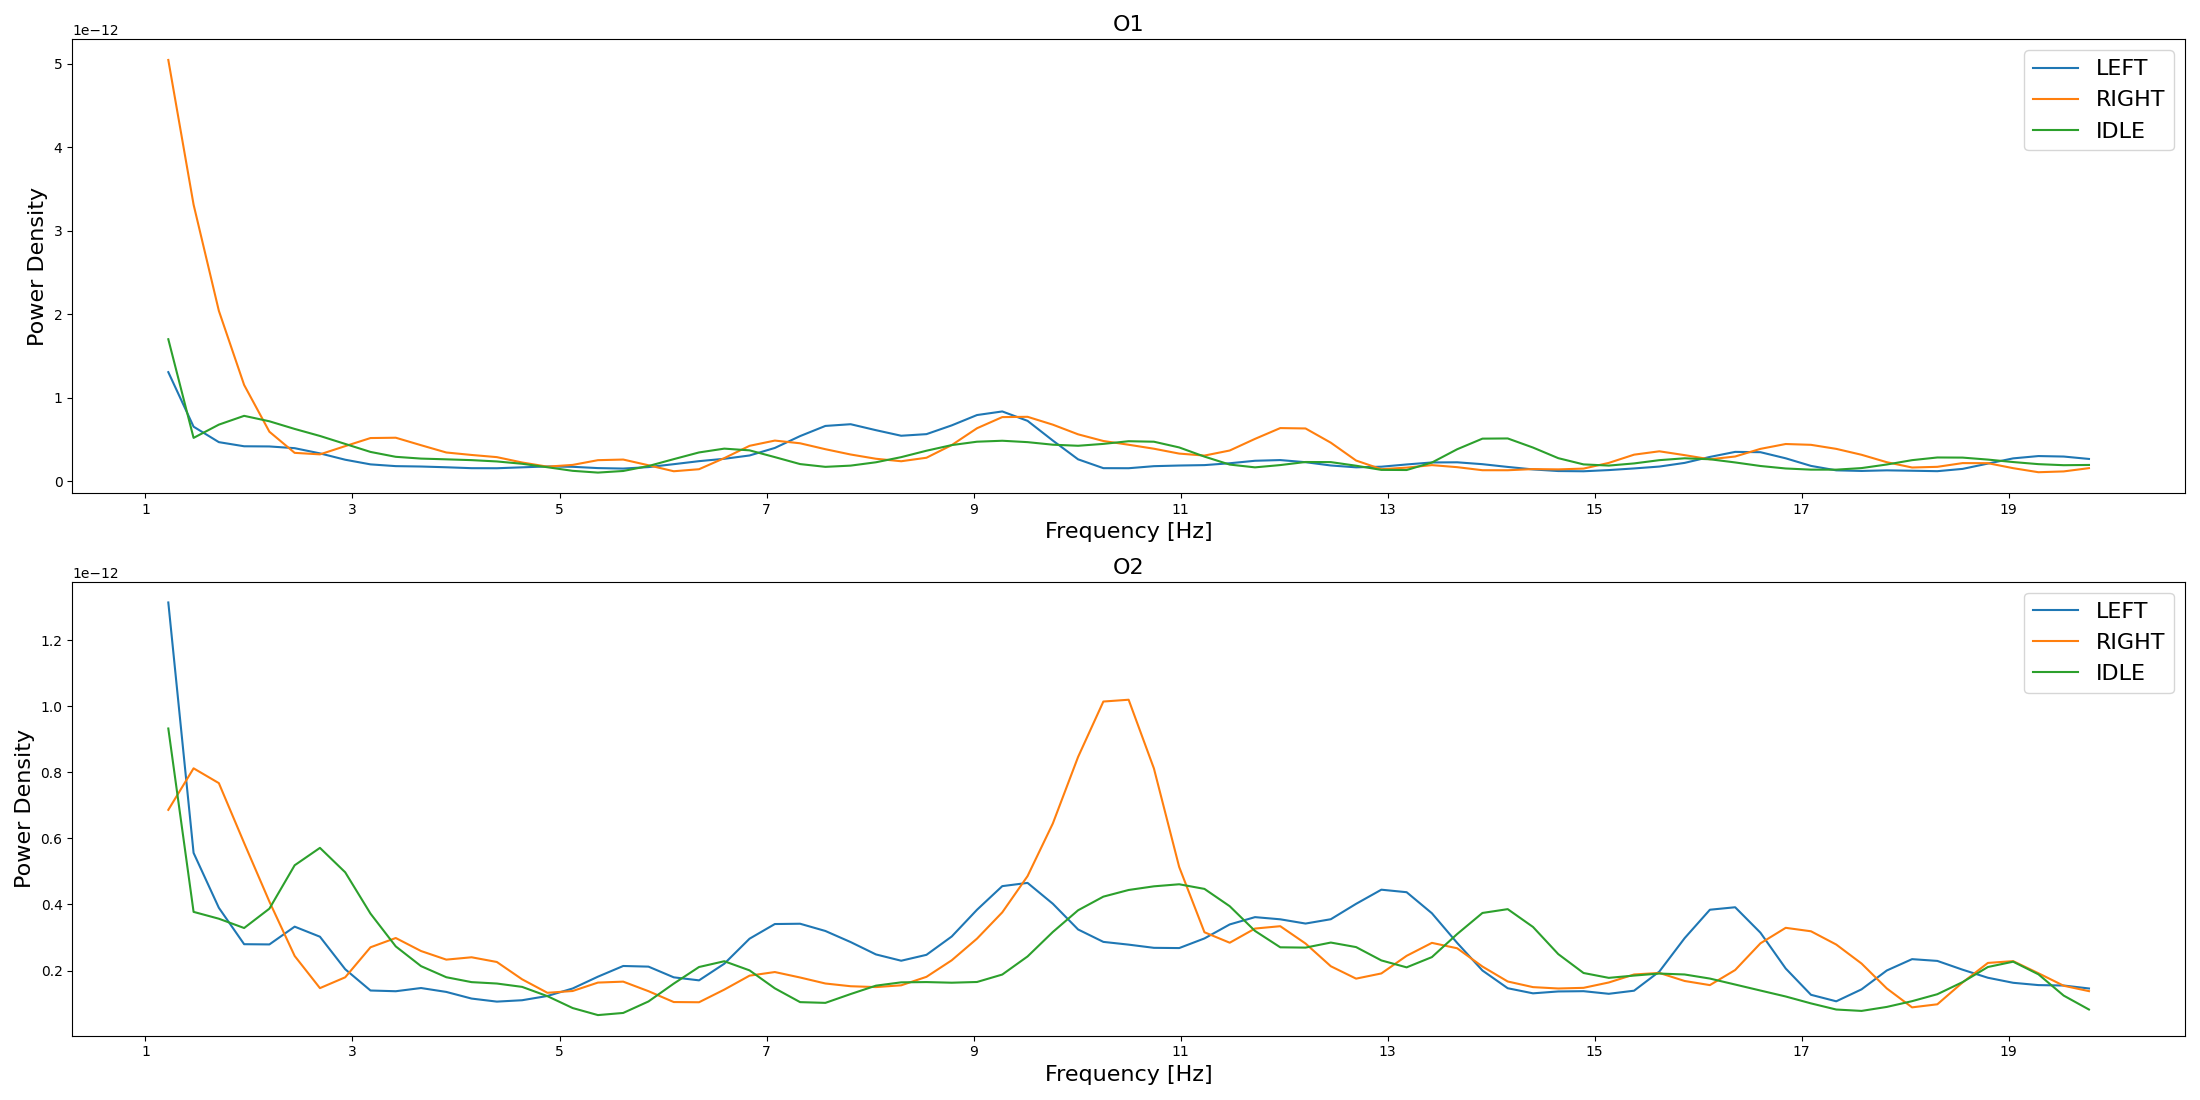 O1
1e−12
5
4
3
2
1
0
Power Density
LEFT
RIGHT
IDLE
1 3 5 7 9 11 13 15 17 19
Frequency [Hz]
O2
1e−12
1.2
1.0
0.8
0.6
0.4
0.2
Power Density
LEFT
RIGHT
IDLE
1 3 5 7 9 11 13 15 17 19
Frequency [Hz]